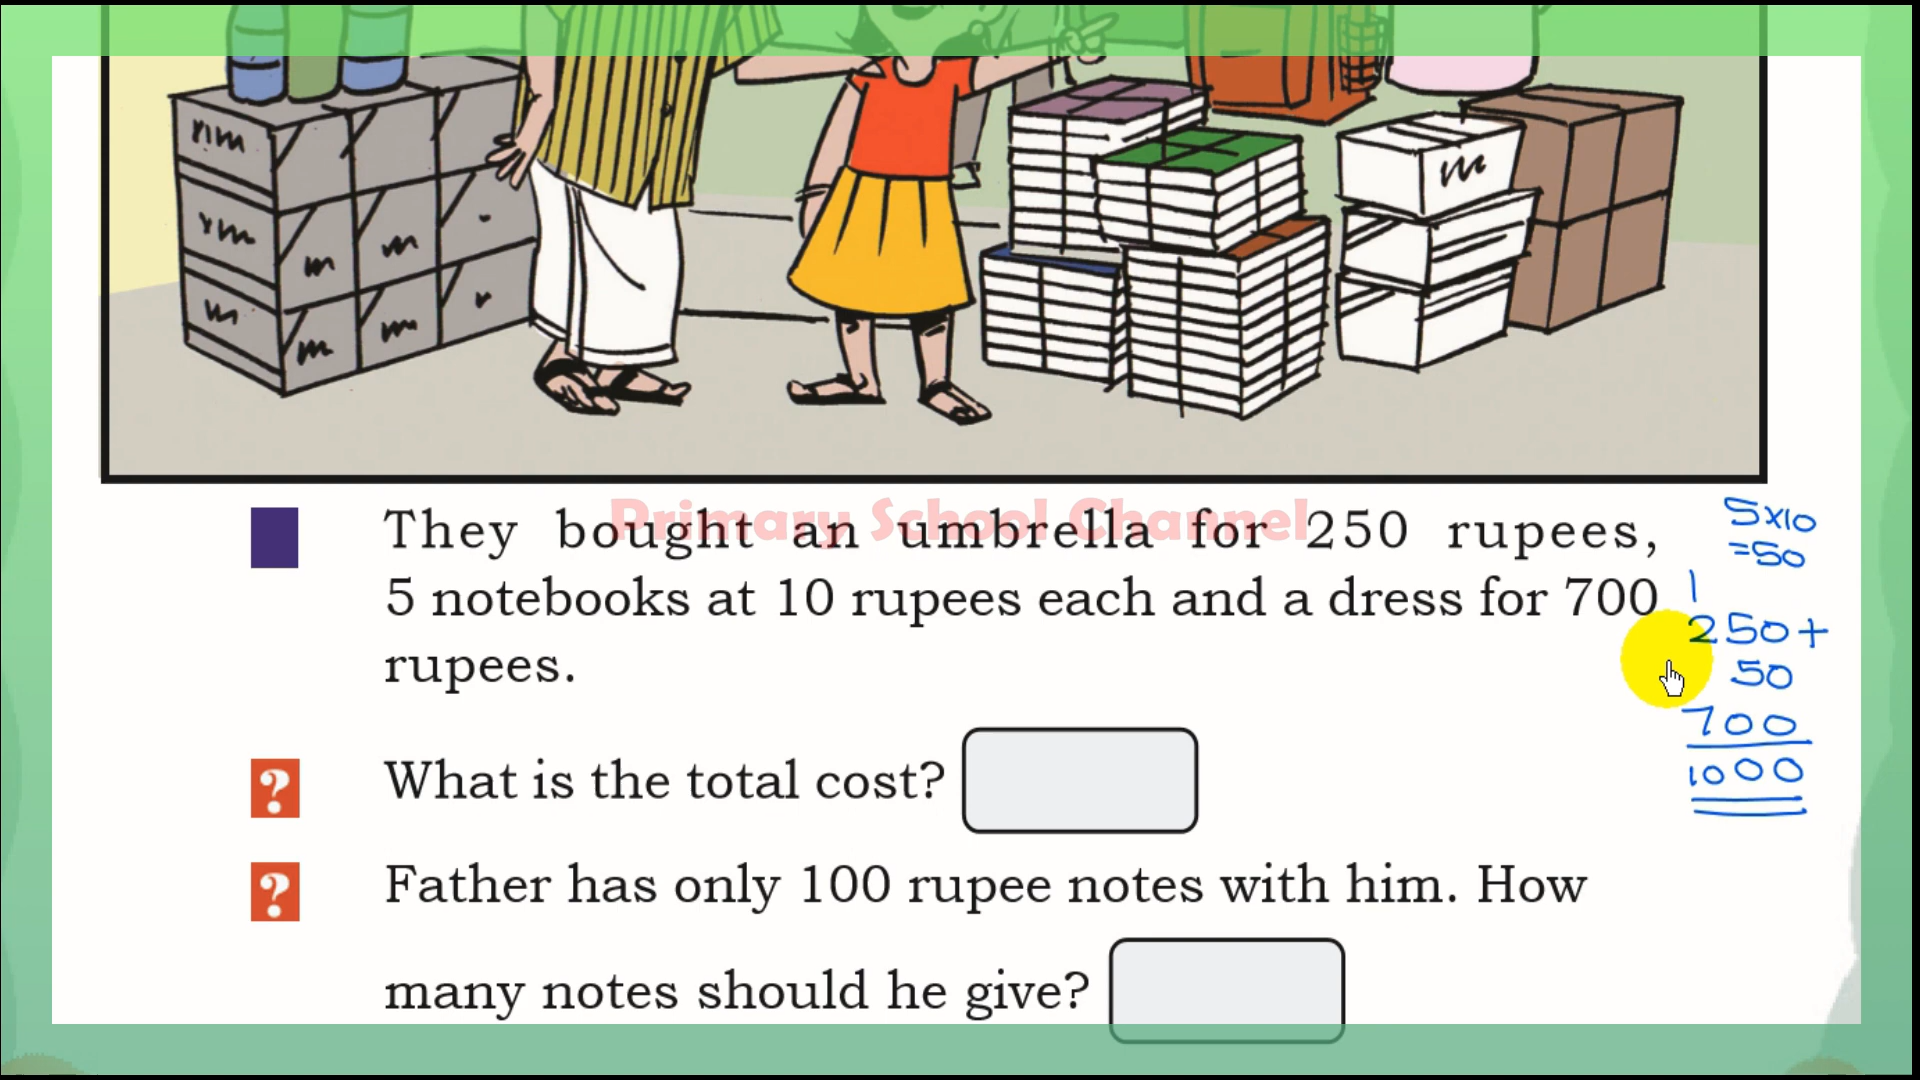 Primary School Channel
They bought an umbrella for 250 rupees,
5 notebooks at 10 rupees each and a dress for 700
rupees.
? What is the total cost?
? Father has only 100 rupee notes with him. How
many notes should he give?
5x10
=50
1
250+
50
700
1000